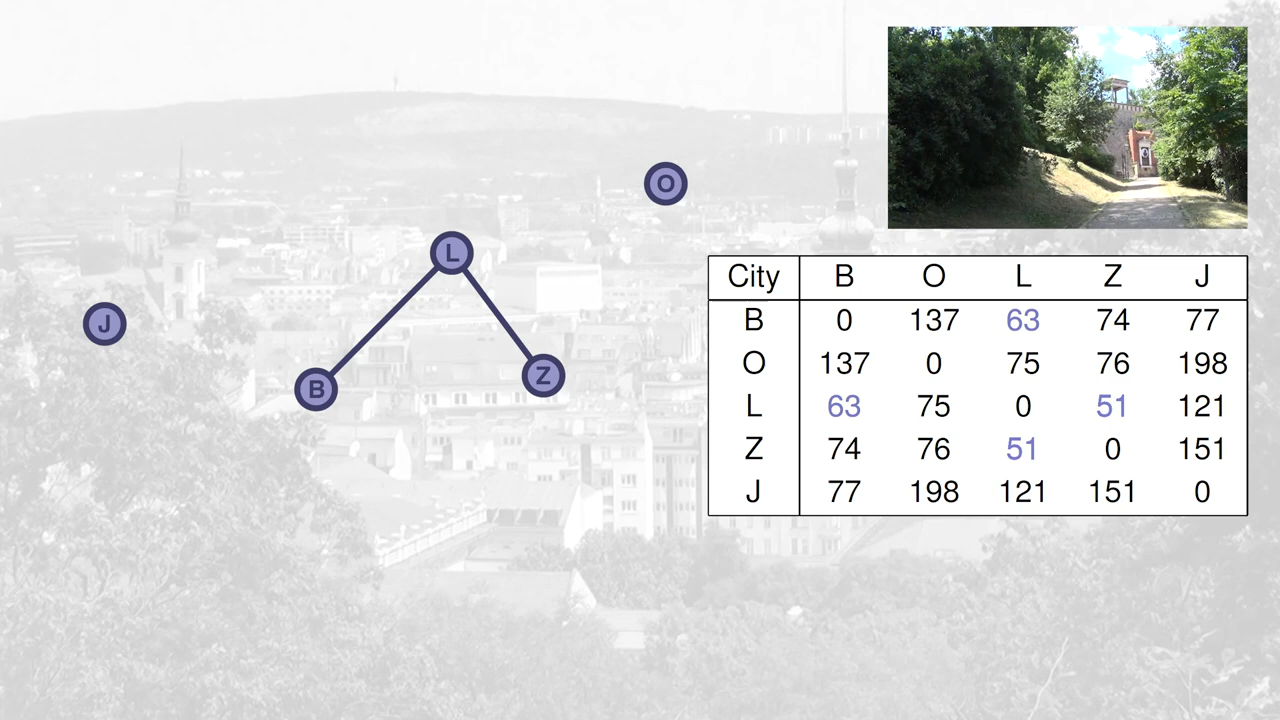 O
L
J
Z
B
City B O L Z J
B 0 137 63 74 77
O 137 0 75 76 198
L 63 75 0 51 121
Z 74 76 51 0 151
J 77 198 121 151 0